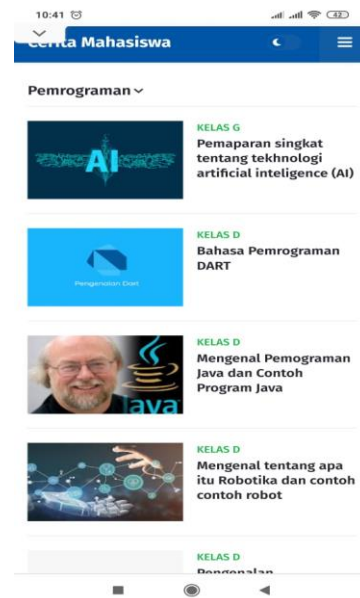 10:41
42
Cerita Mahasiswa
Pemrograman
KELAS G
Pemaparan singkat
tentang tekhnologi
artificial inteligence (AI)
AI
KELAS D
Bahasa Pemrograman
DART
Pengenalan Dart
KELAS D
Mengenal Pemograman
Java dan Contoh
Program Java
Java
KELAS D
Mengenal tentang apa
itu Robotika dan contoh
contoh robot
KELAS D
Pengenalan